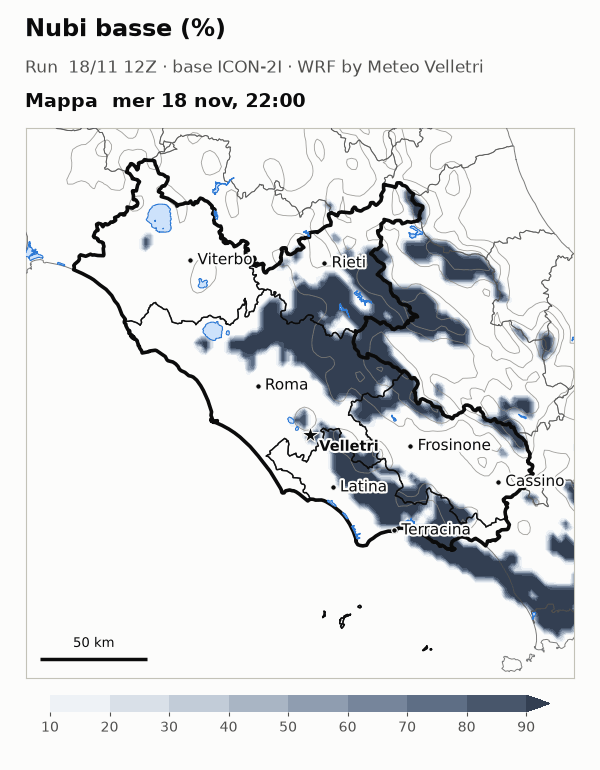 Nubi basse (%)
Run 18/11 12Z · base ICON-2I · WRF by Meteo Velletri
Mappa mer 18 nov, 22:00
Viterbo
Rieti
Roma
Velletri
Frosinone
Latina
Cassino
Terracina
50 km
10 20 30 40 50 60 70 80 90